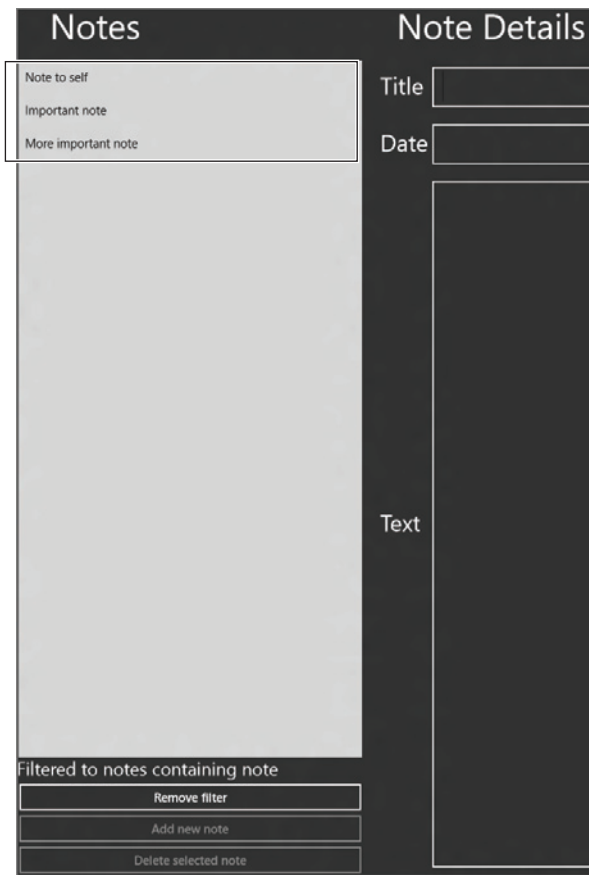 Notes
Note to self
Important note
More important note
Filtered to notes containing note
Remove filter
Add new note
Delete selected note
Note Details
Title
Date
Text